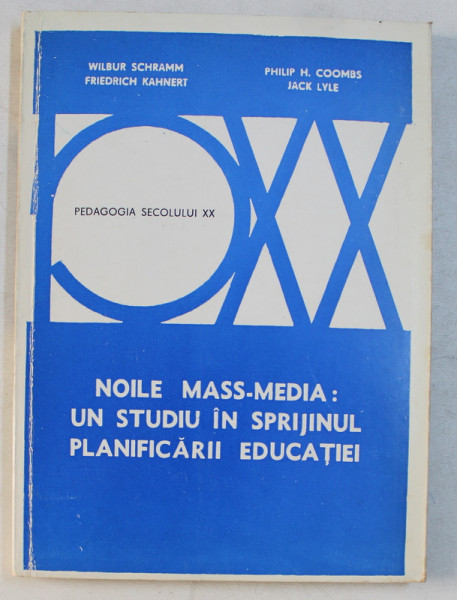 WILBUR SCHRAMM
FRIEDRICH KAHNERT
PHILIP H. COOMBS
JACK LYLE
PEDAGOGIA SECOLULUI XX
XX
NOILE MASS-MEDIA:
UN STUDIU ÎN SPRIJINUL
PLANIFICĂRII EDUCAȚIEI